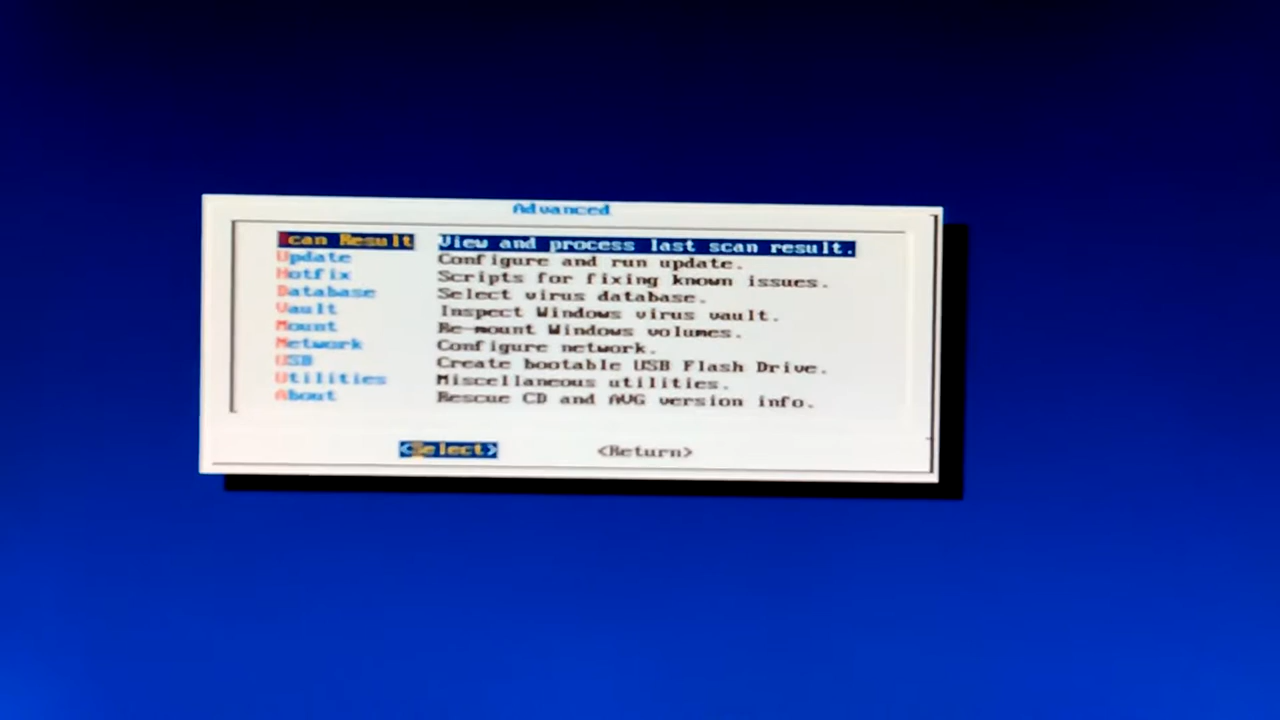 Advanced
Scan Result View and process last scan result.
Update Configure and run update.
Hotfix Scripts for fixing known issues.
Database Select virus database.
Vault Inspect Windows virus vault.
Mount Re-mount Windows volumes.
Network Configure network.
USB Create bootable USB Flash Drive.
Utilities Miscellaneous utilities.
About Rescue CD and AVG version info.
<Select> <Return>